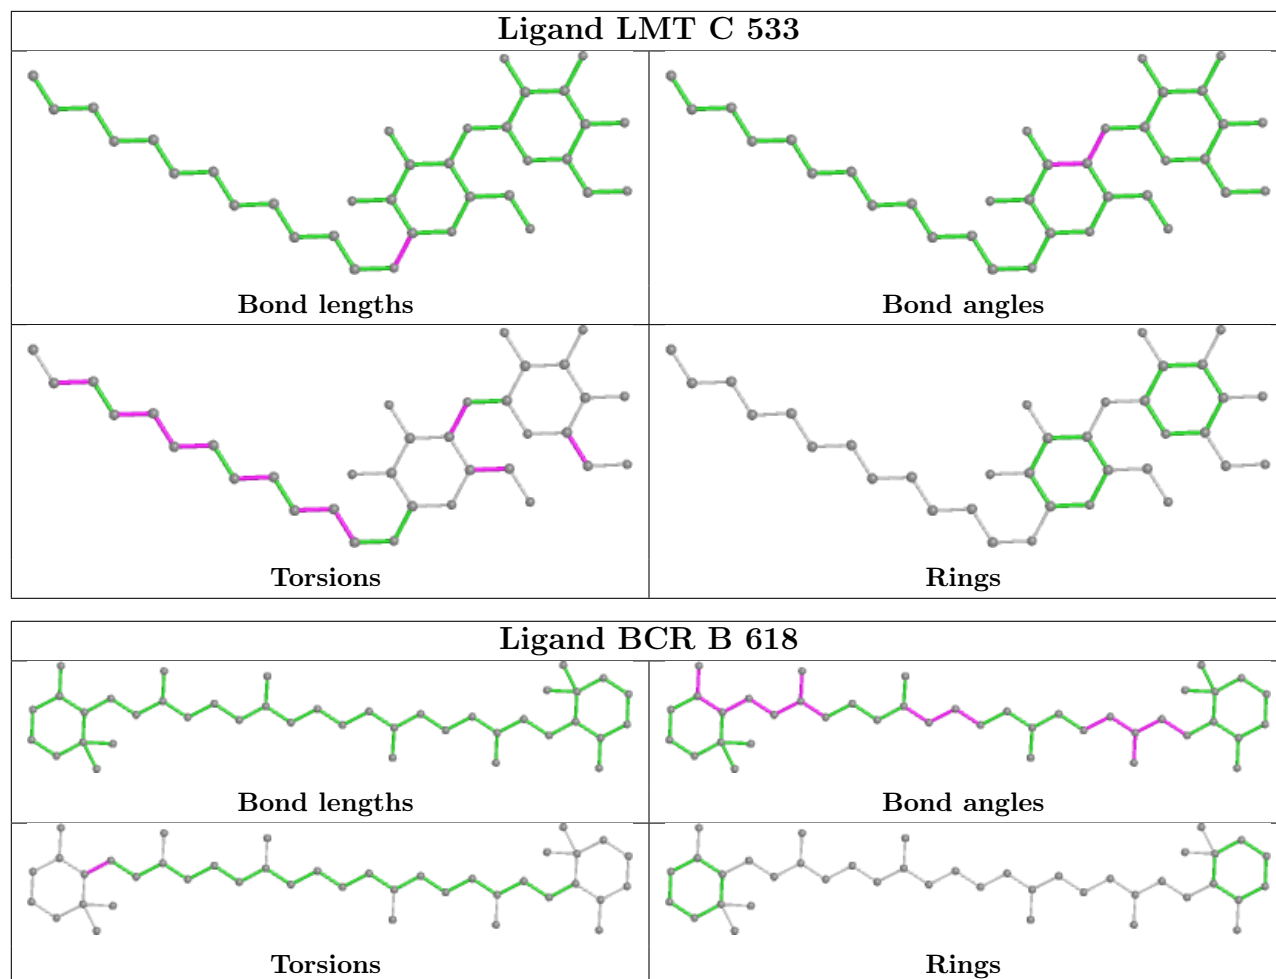 Ligand LMT C 533
Bond lengths
Bond angles
Torsions
Rings
Ligand BCR B 618
Bond lengths
Bond angles
Torsions
Rings